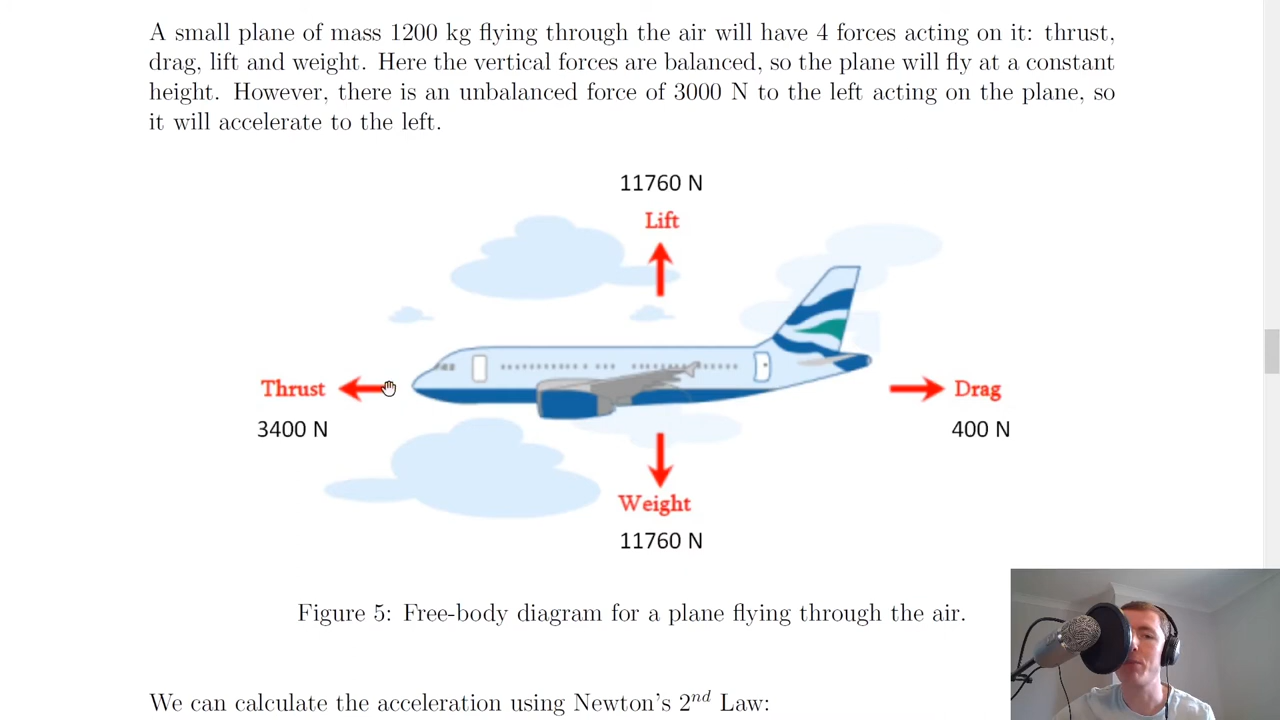 A small plane of mass 1200 kg flying through the air will have 4 forces acting on it: thrust,
drag, lift and weight. Here the vertical forces are balanced, so the plane will fly at a constant
height. However, there is an unbalanced force of 3000 N to the left acting on the plane, so
it will accelerate to the left.
11760 N
Lift
Thrust
3400 N
Drag
400 N
Weight
11760 N
Figure 5: Free-body diagram for a plane flying through the air.
We can calculate the acceleration using Newton's 2nd Law: